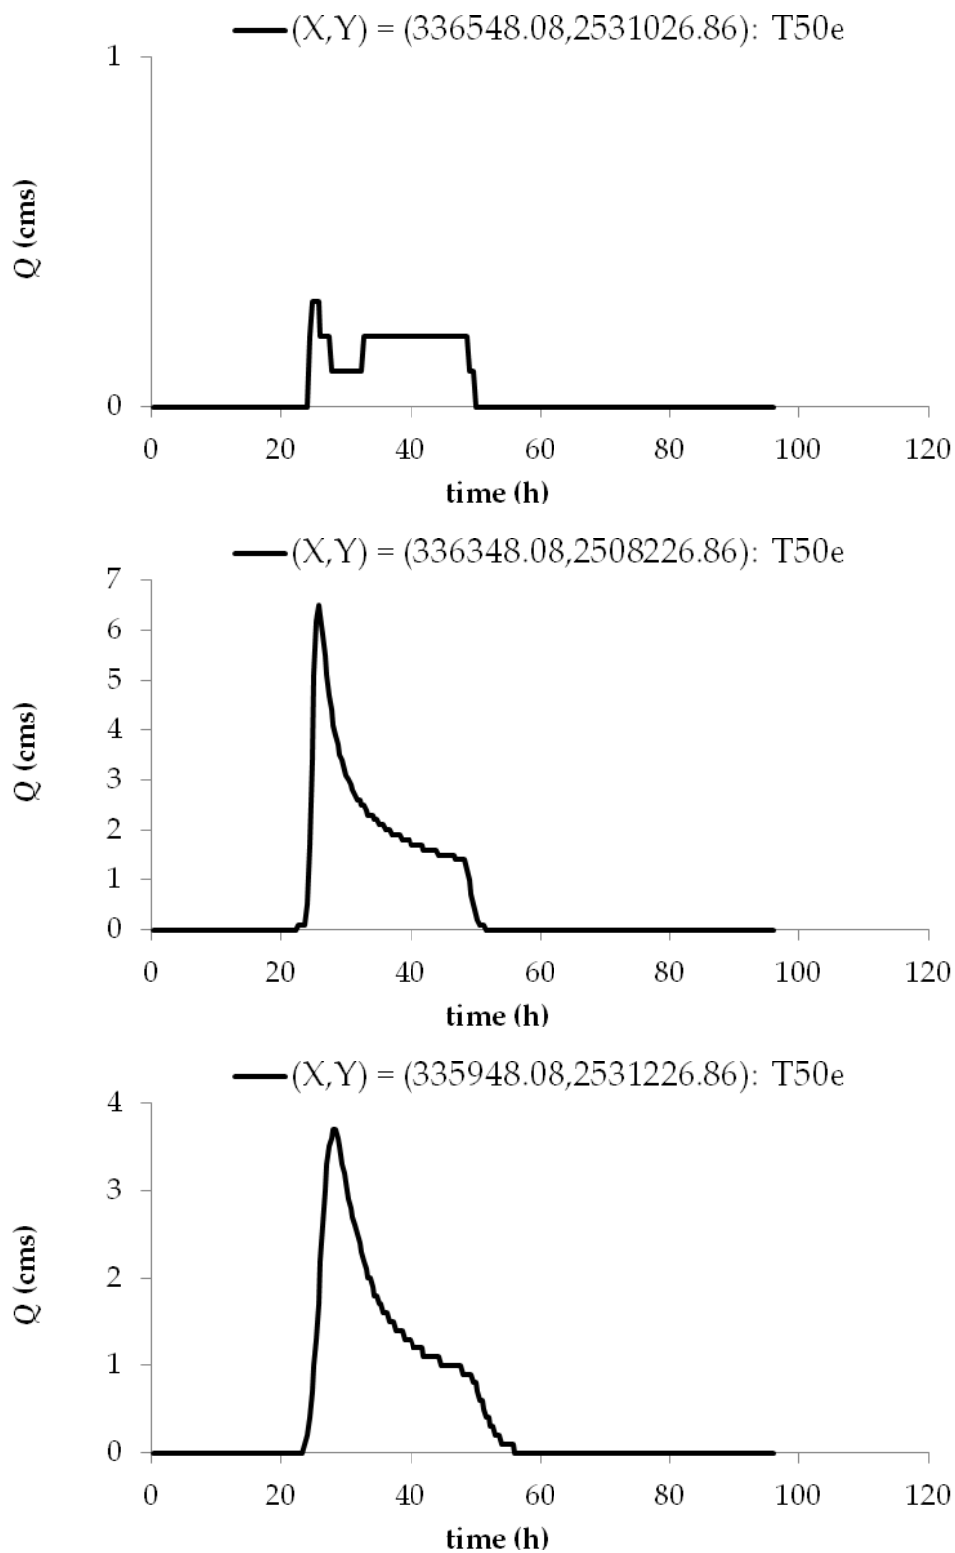 (X,Y) = (336548.08,2531026.86): T50e
1
Q (cms)
0
0 20 40 60 80 100 120
time (h)
(X,Y) = (336348.08,2508226.86): T50e
7
6
5
4
Q (cms)
3
2
1
0
0 20 40 60 80 100 120
time (h)
(X,Y) = (335948.08,2531226.86): T50e
4
3
Q (cms)
2
1
0
0 20 40 60 80 100 120
time (h)